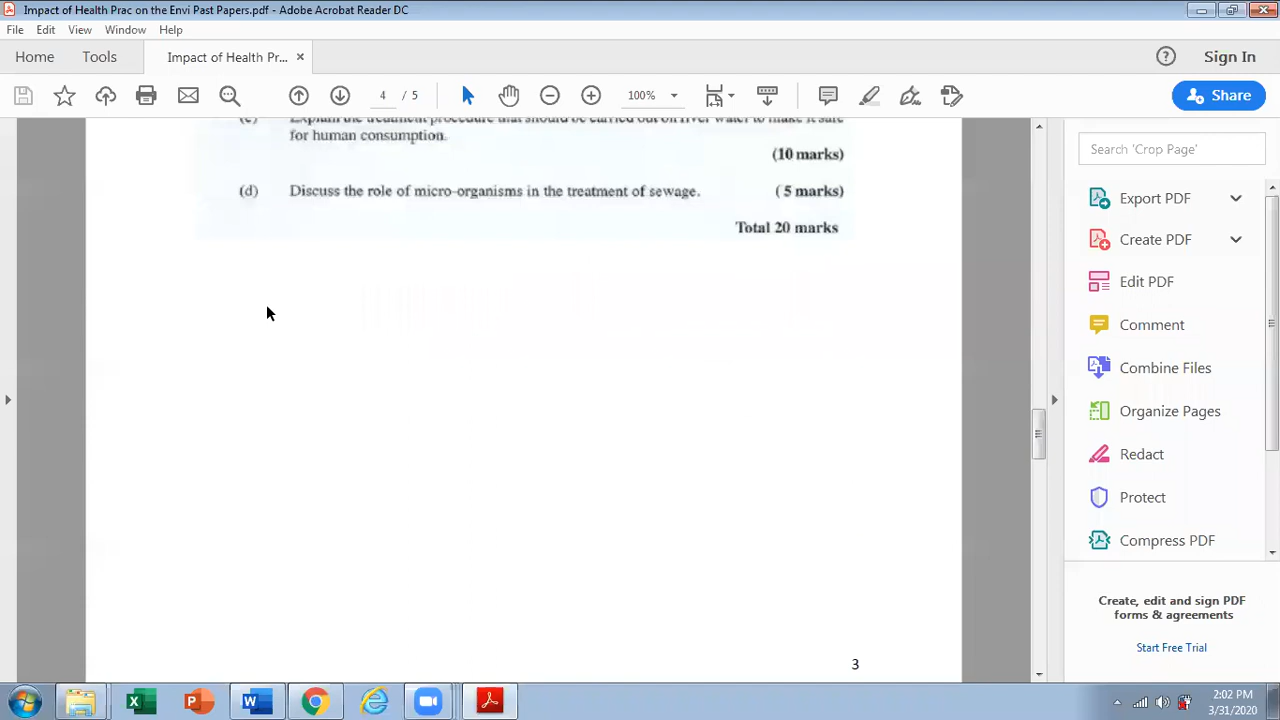 Impact of Health Prac on the Envi Past Papers.pdf - Adobe Acrobat Reader DC
File Edit View Window Help
Home Tools Impact of Health Pr... × Sign In
4 / 5 100% Share
(c) Explain the treatment procedure that should be carried out on river water to make it safe
for human consumption.
(10 marks)
(d) Discuss the role of micro-organisms in the treatment of sewage. ( 5 marks)
Total 20 marks
3
Search 'Crop Page'
Export PDF
Create PDF
Edit PDF
Comment
Combine Files
Organize Pages
Redact
Protect
Compress PDF
Create, edit and sign PDF
forms & agreements
Start Free Trial
2:02 PM
3/31/2020